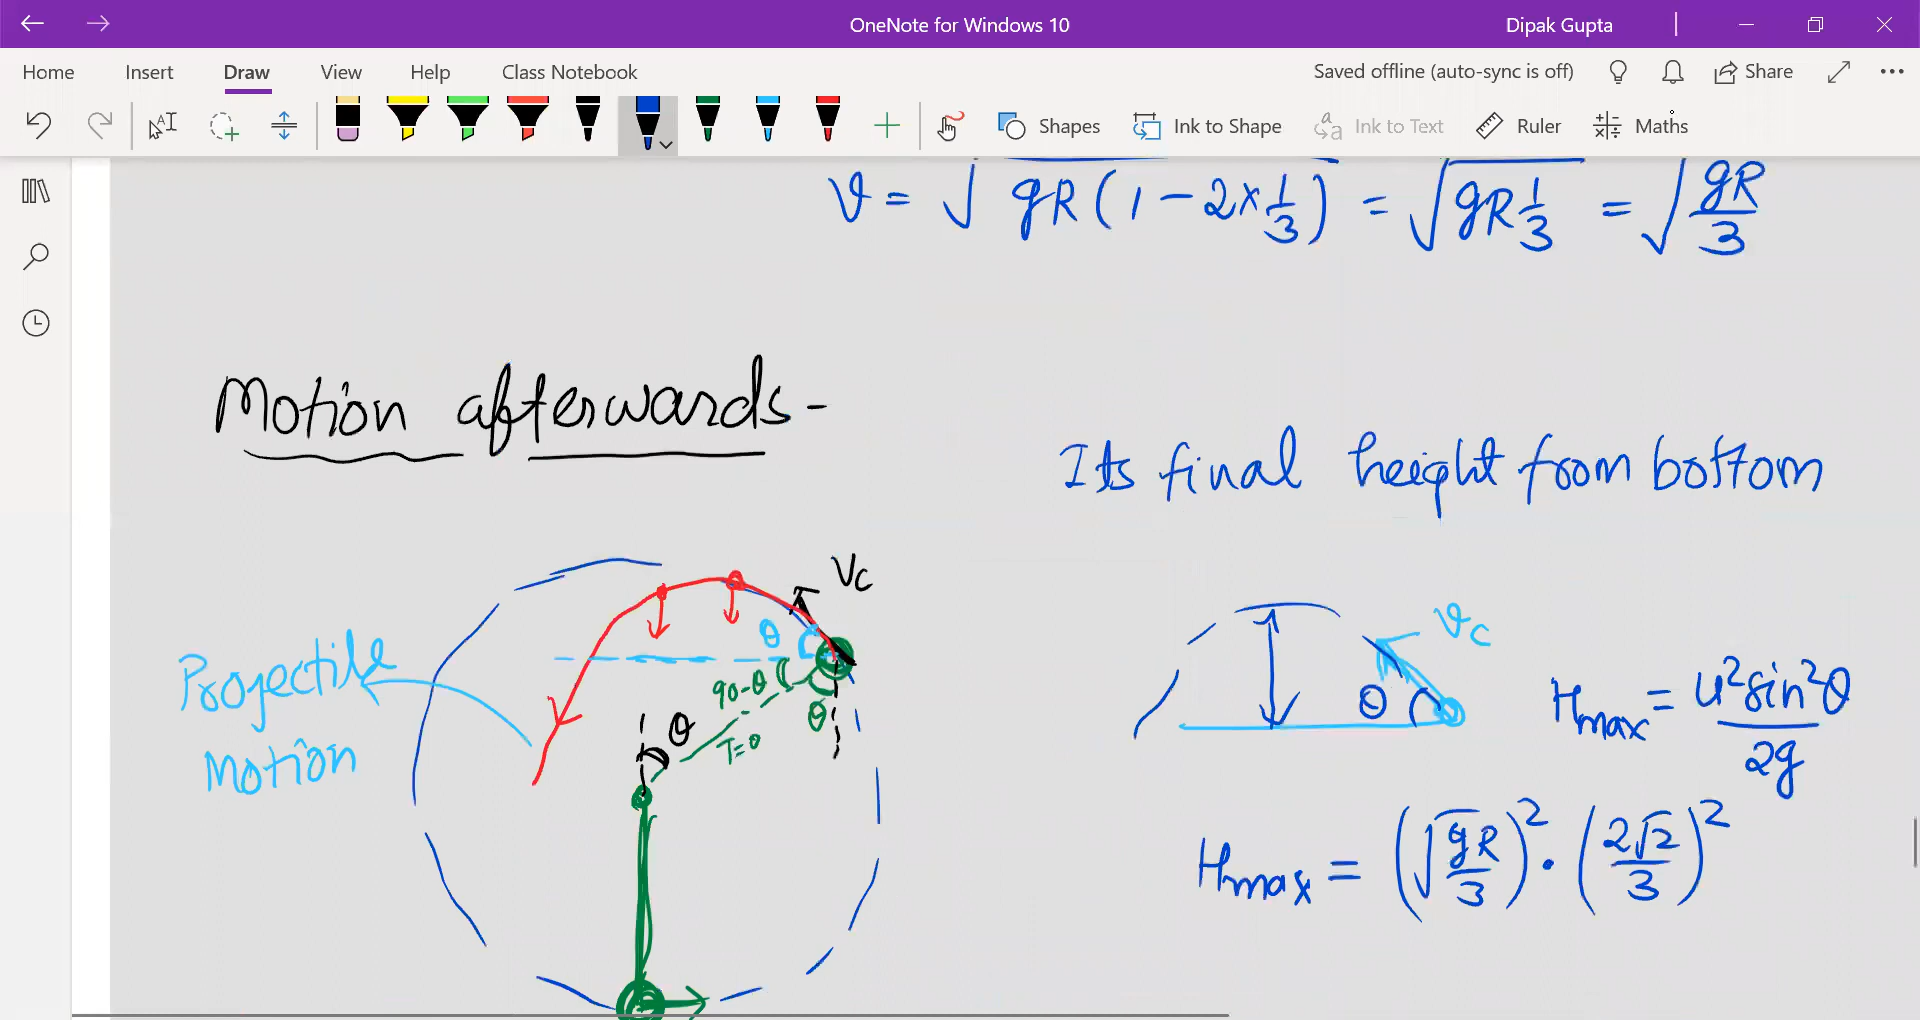 OneNote for Windows 10
Dipak Gupta
Home Insert Draw View Help Class Notebook
Saved offline (auto-sync is off) Share
Shapes Ink to Shape Ink to Text Ruler Maths
v = √gR(1-2×1/3) = √gR 1/3 = √gR/3
Motion afterwards-
Its final height from bottom
Vc
θ
90-θ
θ
θ
T=0
Projectile
Motion
vc
θ
Hmax = u²sin²θ/2g
Hmax = (√gR/3)² · (2√2/3)²